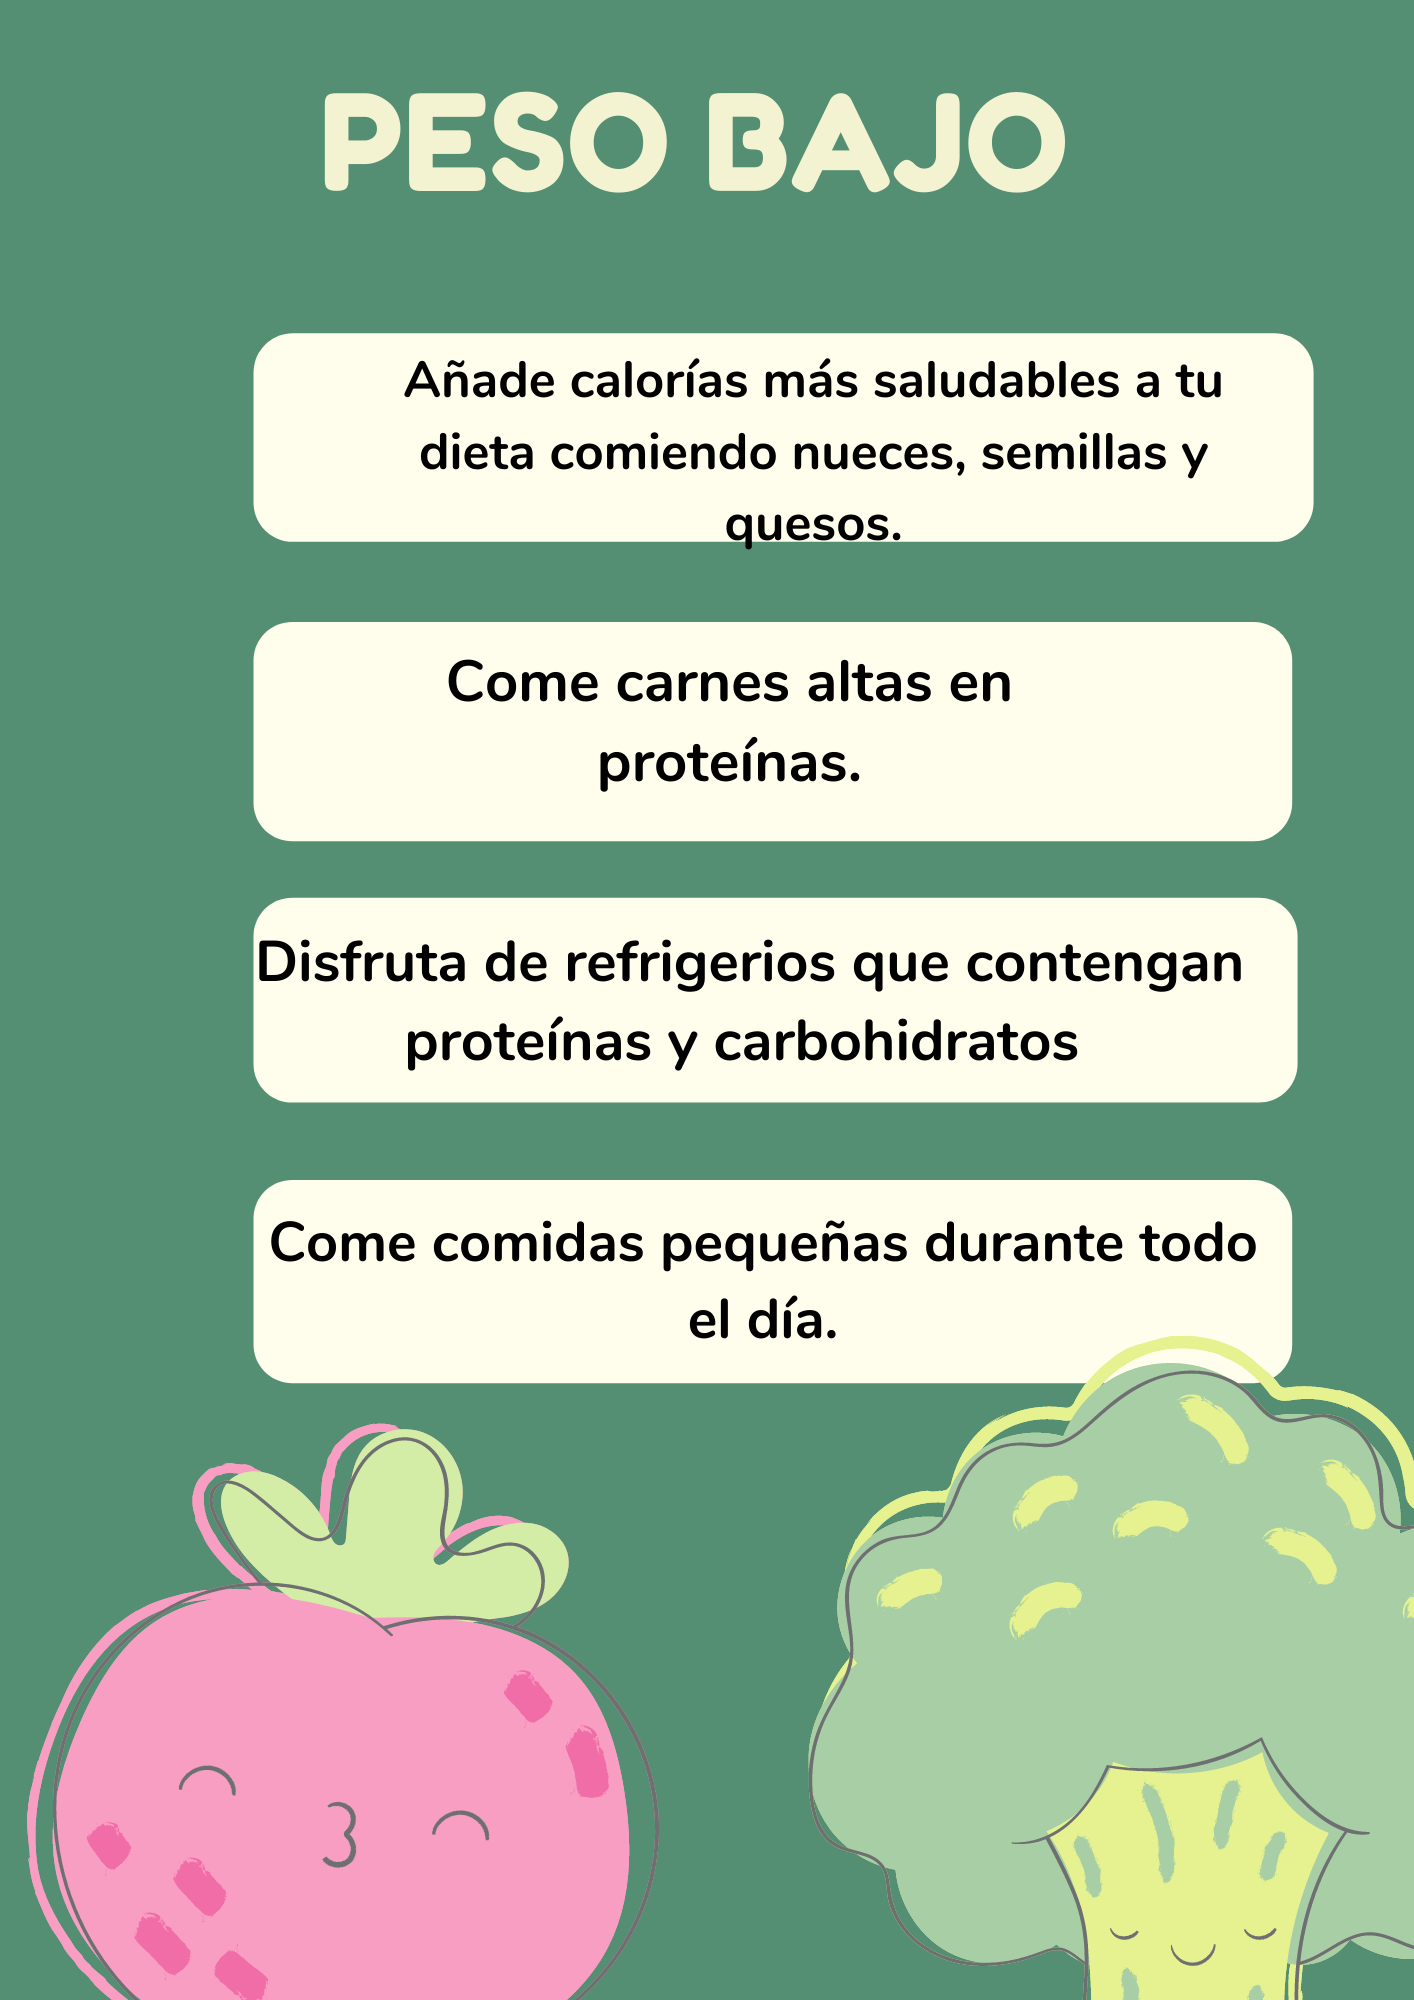 PESO BAJO
Añade calorías más saludables a tu
dieta comiendo nueces, semillas y
quesos.
Come carnes altas en
proteínas.
Disfruta de refrigerios que contengan
proteínas y carbohidratos
Come comidas pequeñas durante todo
el día.